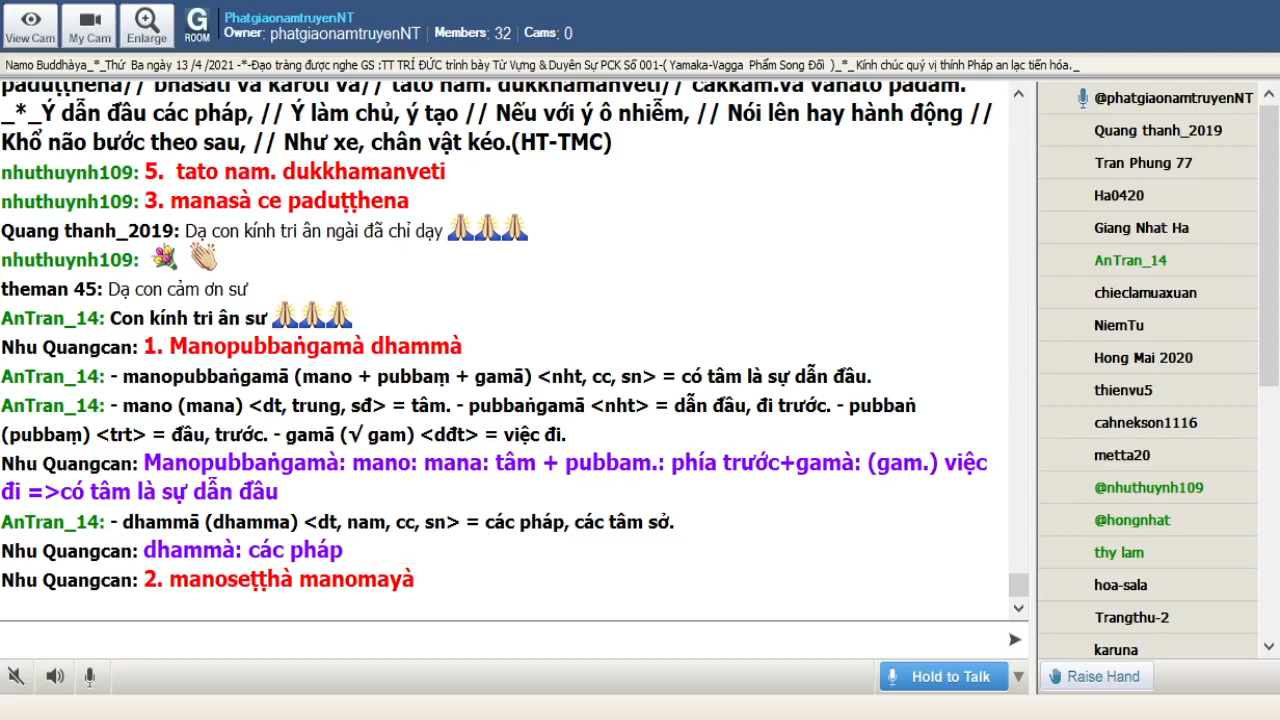 PhatgiaonamtruyenNT
Owner: phatgiaonamtruyenNT | Members: 32 | Cams: 0
View Cam
My Cam
Enlarge
G ROOM
Namo Buddhàya_*_Thứ Ba ngày 13 /4 /2021 -*-Đạo tràng được nghe GS :TT TRÍ ĐỨC trình bày Từ Vựng & Duyên Sự PCK Số 001-( Yamaka-Vagga Phẩm Song Đối )_*_ Kính chúc quý vị thính Pháp an lạc tiến hóa._
paduṭṭhena// bhasati và karoti và// tato nam. dukkhamanveti// cakkam.va vahato padam.
_*_Ý dẫn đầu các pháp, // Ý làm chủ, ý tạo // Nếu với ý ô nhiễm, // Nói lên hay hành động //
Khổ não bước theo sau, // Như xe, chân vật kéo.(HT-TMC)
nhuthuynh109: 5. tato nam. dukkhamanveti
nhuthuynh109: 3. manasà ce paduṭṭhena
Quang thanh_2019: Dạ con kính tri ân ngài đã chỉ dạy 🙏🙏🙏
nhuthuynh109: 💐 👏
theman 45: Dạ con cảm ơn sư
AnTran_14: Con kính tri ân sư 🙏🙏🙏
Nhu Quangcan: 1. Manopubbaṅgamà dhammà
AnTran_14: - manopubbaṅgamā (mano + pubbaṃ + gamā) <nht, cc, sn> = có tâm là sự dẫn đầu.
AnTran_14: - mano (mana) <dt, trung, sđ> = tâm. - pubbaṅgamā <nht> = dẫn đầu, đi trước. - pubbaṅ
(pubbaṃ) <trt> = đầu, trước. - gamā (√ gam) <dđt> = việc đi.
Nhu Quangcan: Manopubbaṅgamà: mano: mana: tâm + pubbam.: phía trước+gamà: (gam.) việc
đi =>có tâm là sự dẫn đầu
AnTran_14: - dhammā (dhamma) <dt, nam, cc, sn> = các pháp, các tâm sở.
Nhu Quangcan: dhammà: các pháp
Nhu Quangcan: 2. manoseṭṭhà manomayà
@phatgiaonamtruyenNT
Quang thanh_2019
Tran Phung 77
Ha0420
Giang Nhat Ha
AnTran_14
chieclamuaxuan
NiemTu
Hong Mai 2020
thienvu5
cahnekson1116
metta20
@nhuthuynh109
@hongnhat
thy lam
hoa-sala
Trangthu-2
karuna
Hold to Talk
Raise Hand